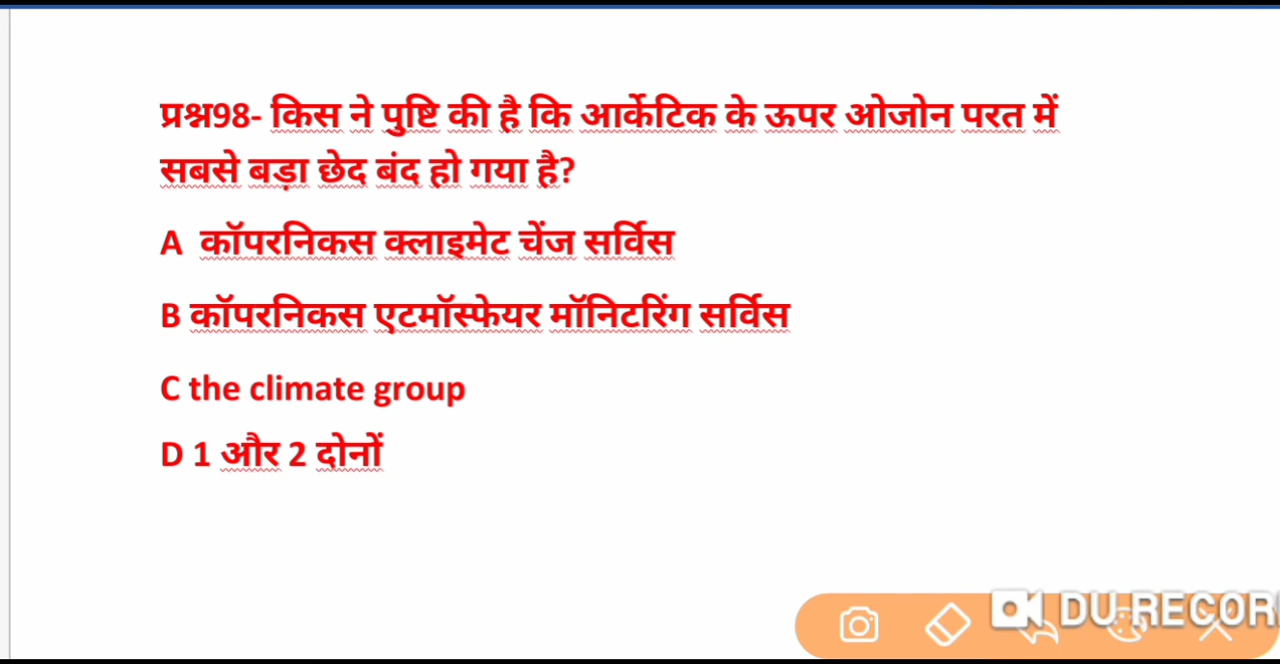 प्रश्न98- किस ने पुष्टि की है कि आर्केटिक के ऊपर ओजोन परत में
सबसे बड़ा छेद बंद हो गया है?
A कॉपरनिकस क्लाइमेट चेंज सर्विस
B कॉपरनिकस एटमॉस्फेयर मॉनिटरिंग सर्विस
C the climate group
D 1 और 2 दोनों
DU RECOR